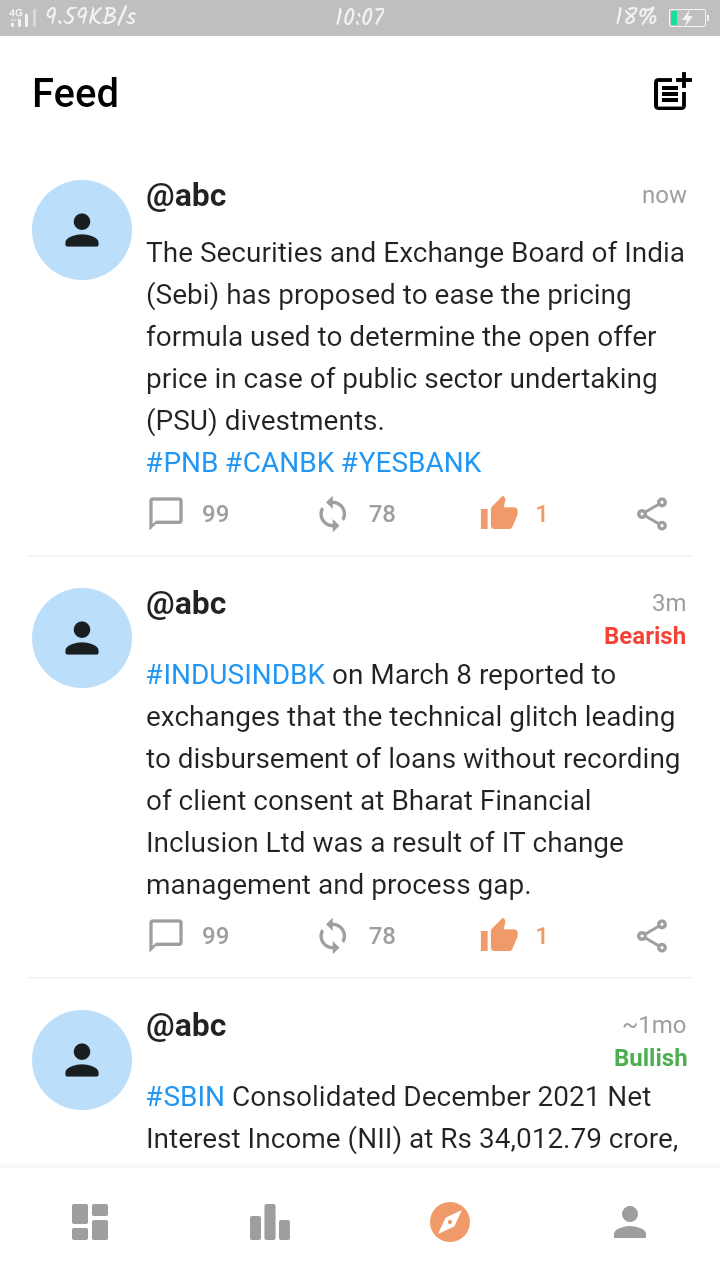 4G 9.59KB/s 10:07 18%
Feed
@abc now
The Securities and Exchange Board of India
(Sebi) has proposed to ease the pricing
formula used to determine the open offer
price in case of public sector undertaking
(PSU) divestments.
#PNB #CANBK #YESBANK
99 78 1
@abc 3m
Bearish
#INDUSINDBK on March 8 reported to
exchanges that the technical glitch leading
to disbursement of loans without recording
of client consent at Bharat Financial
Inclusion Ltd was a result of IT change
management and process gap.
99 78 1
@abc ~1mo
Bullish
#SBIN Consolidated December 2021 Net
Interest Income (NII) at Rs 34,012.79 crore,